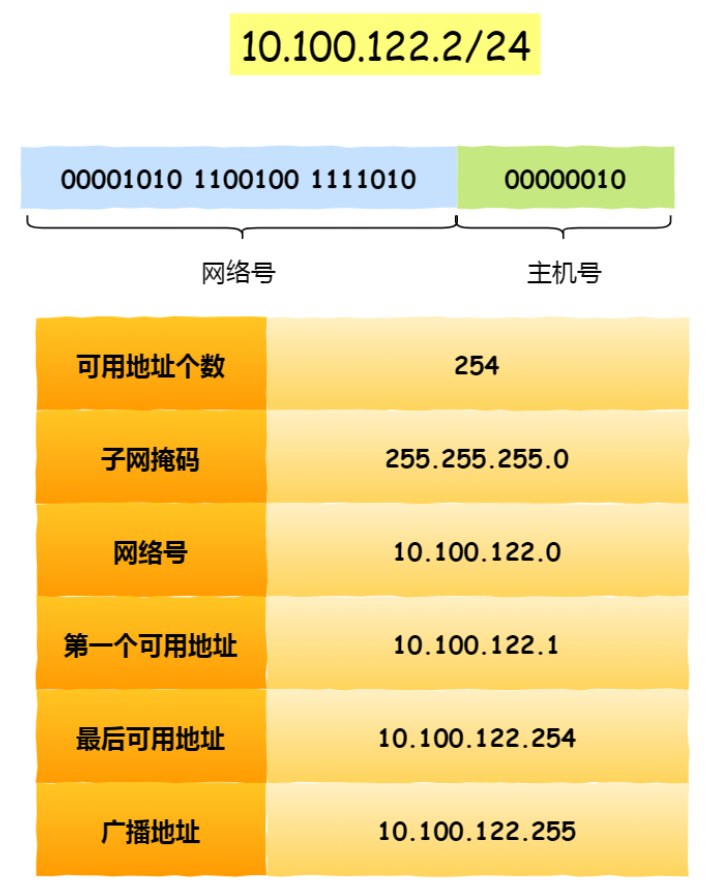 10.100.122.2/24
00001010 1100100 1111010 00000010
网络号 主机号
可用地址个数 254
子网掩码 255.255.255.0
网络号 10.100.122.0
第一个可用地址 10.100.122.1
最后可用地址 10.100.122.254
广播地址 10.100.122.255